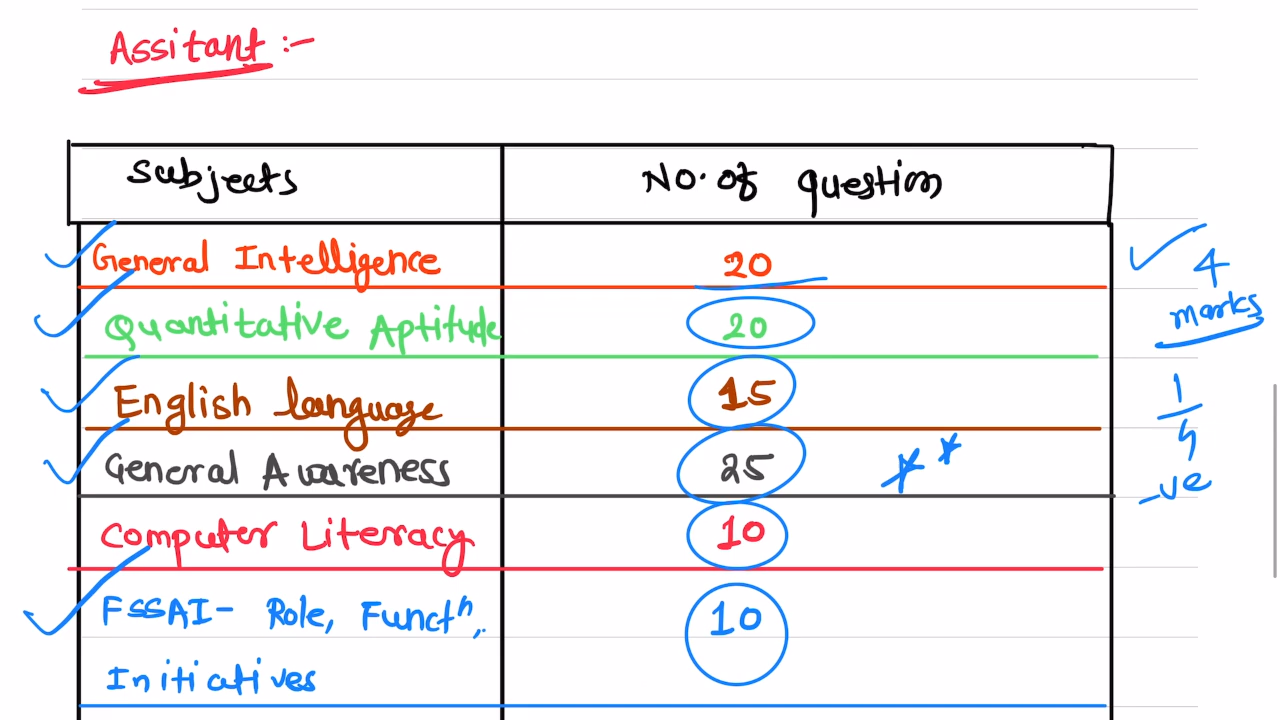 Assitant :-
Subjects No. of question
General Intelligence 20
Quantitative Aptitude 20
English language 15
General Awareness 25
Computer Literacy 10
FSSAI- Role, Functⁿ, 10
Initiatives
4
marks
1/4
-ve